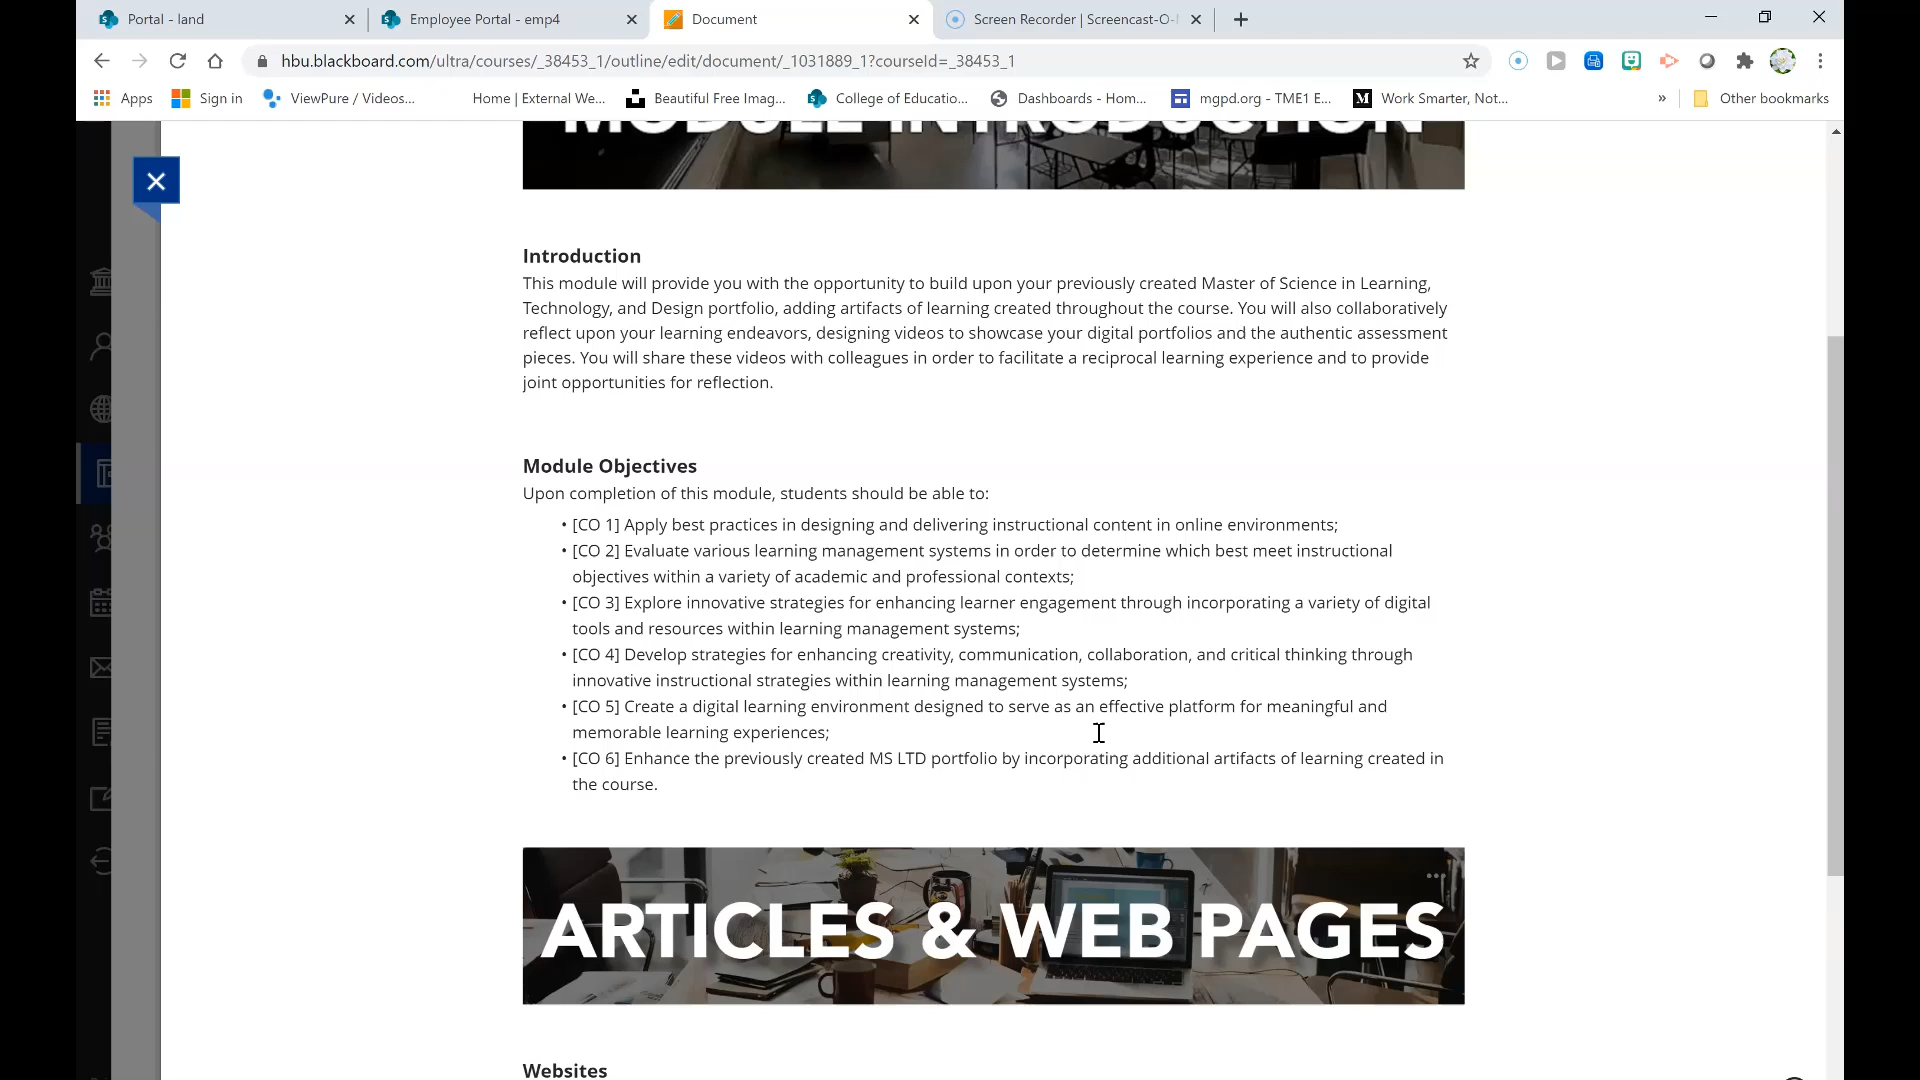 Portal - land
Employee Portal - emp4
Document
Screen Recorder | Screencast-O-
hbu.blackboard.com/ultra/courses/_38453_1/outline/edit/document/_1031889_1?courseId=_38453_1
Apps Sign in ViewPure / Videos... Home | External We... Beautiful Free Imag... College of Educatio... Dashboards - Hom... mgpd.org - TME1 E... M Work Smarter, Not... » Other bookmarks
MODULE INTRODUCTION
Introduction
This module will provide you with the opportunity to build upon your previously created Master of Science in Learning,
Technology, and Design portfolio, adding artifacts of learning created throughout the course. You will also collaboratively
reflect upon your learning endeavors, designing videos to showcase your digital portfolios and the authentic assessment
pieces. You will share these videos with colleagues in order to facilitate a reciprocal learning experience and to provide
joint opportunities for reflection.
Module Objectives
Upon completion of this module, students should be able to:
• [CO 1] Apply best practices in designing and delivering instructional content in online environments;
• [CO 2] Evaluate various learning management systems in order to determine which best meet instructional
objectives within a variety of academic and professional contexts;
• [CO 3] Explore innovative strategies for enhancing learner engagement through incorporating a variety of digital
tools and resources within learning management systems;
• [CO 4] Develop strategies for enhancing creativity, communication, collaboration, and critical thinking through
innovative instructional strategies within learning management systems;
• [CO 5] Create a digital learning environment designed to serve as an effective platform for meaningful and
memorable learning experiences;
• [CO 6] Enhance the previously created MS LTD portfolio by incorporating additional artifacts of learning created in
the course.
ARTICLES & WEB PAGES
Websites